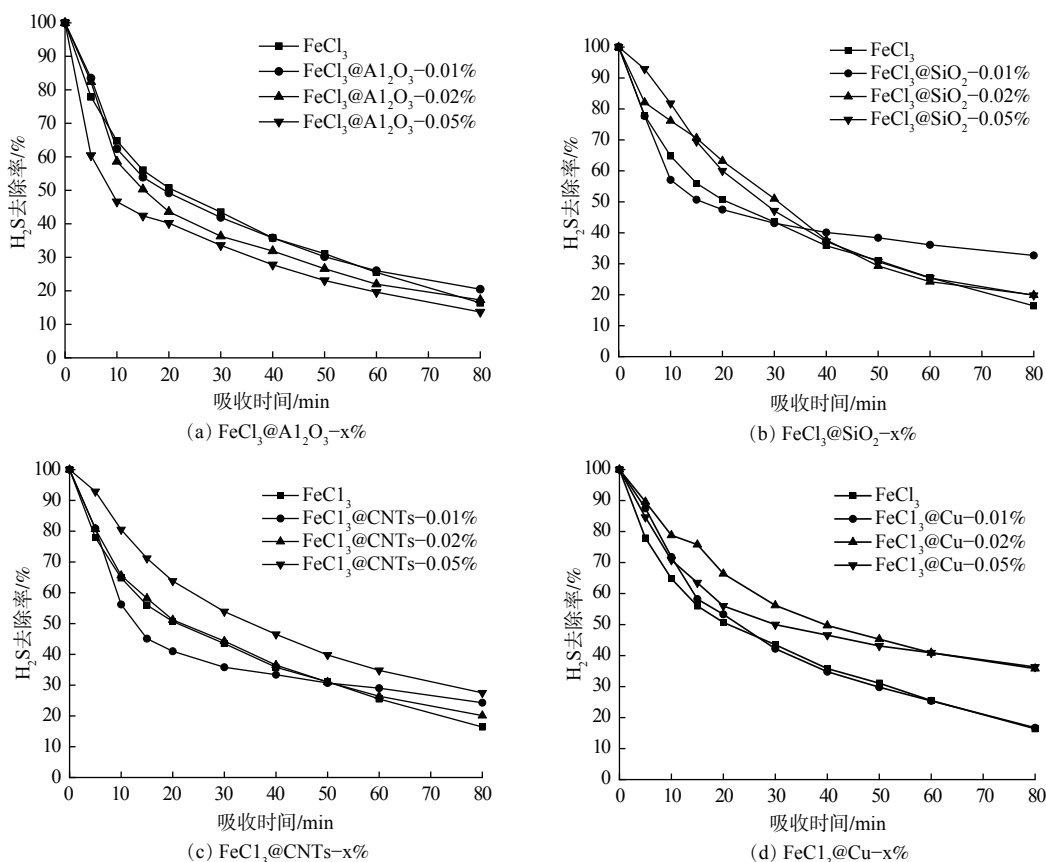 100
90
80
70
60
50
40
30
20
10
0
H₂S去除率/%
FeCl₃
FeCl₃@A1₂O₃−0.01%
FeCl₃@A1₂O₃−0.02%
FeCl₃@A1₂O₃−0.05%
0 10 20 30 40 50 60 70 80
吸收时间/min
(a) FeCl₃@A1₂O₃−x%
100
90
80
70
60
50
40
30
20
10
0
H₂S去除率/%
FeCl₃
FeCl₃@SiO₂−0.01%
FeCl₃@SiO₂−0.02%
FeCl₃@SiO₂−0.05%
0 10 20 30 40 50 60 70 80
吸收时间/min
(b) FeCl₃@SiO₂−x%
100
90
80
70
60
50
40
30
20
10
0
H₂S去除率/%
FeC1₃
FeC1₃@CNTs−0.01%
FeC1₃@CNTs−0.02%
FeC1₃@CNTs−0.05%
0 10 20 30 40 50 60 70 80
吸收时间/min
(c) FeC1₃@CNTs−x%
100
90
80
70
60
50
40
30
20
10
0
H₂S去除率/%
FeCl₃
FeC1₃@Cu−0.01%
FeC1₃@Cu−0.02%
FeC1₃@Cu−0.05%
0 10 20 30 40 50 60 70 80
吸收时间/min
(d) FeC1₃@Cu−x%